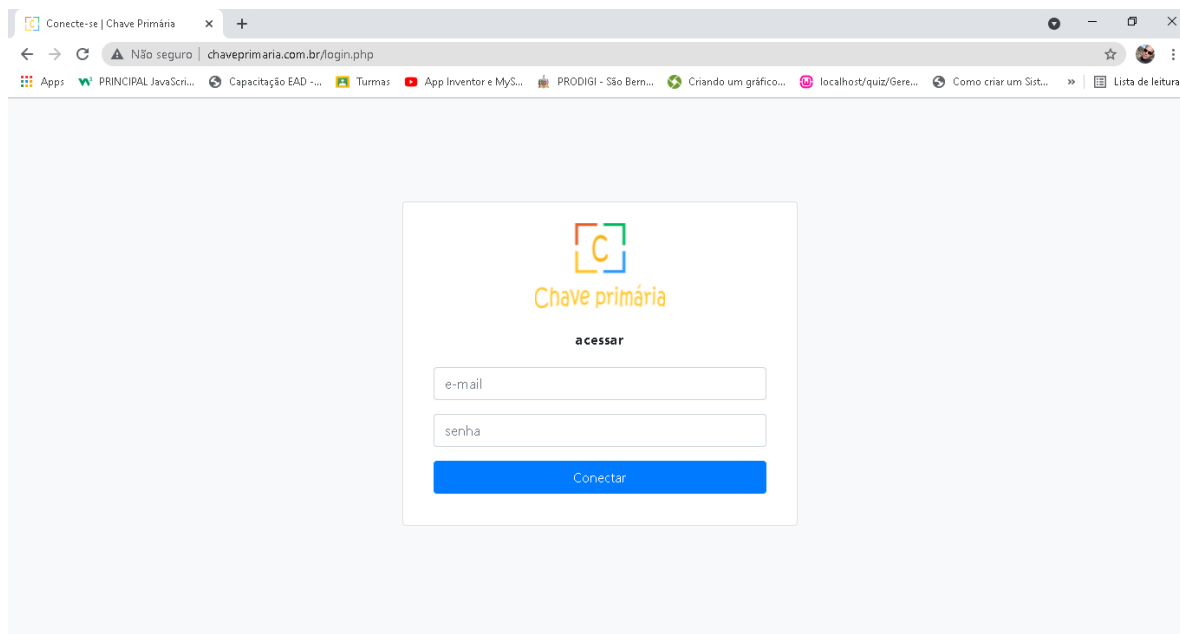 Conecte-se | Chave Primária
Não seguro | chaveprimaria.com.br/login.php
Apps PRINCIPAL JavaScri... Capacitação EAD -... Turmas App Inventor e MyS... PRODIGI - São Bern... Criando um gráfico... localhost/quiz/Gere... Como criar um Sist... » Lista de leitura
C
Chave primária
acessar
e-mail
senha
Conectar